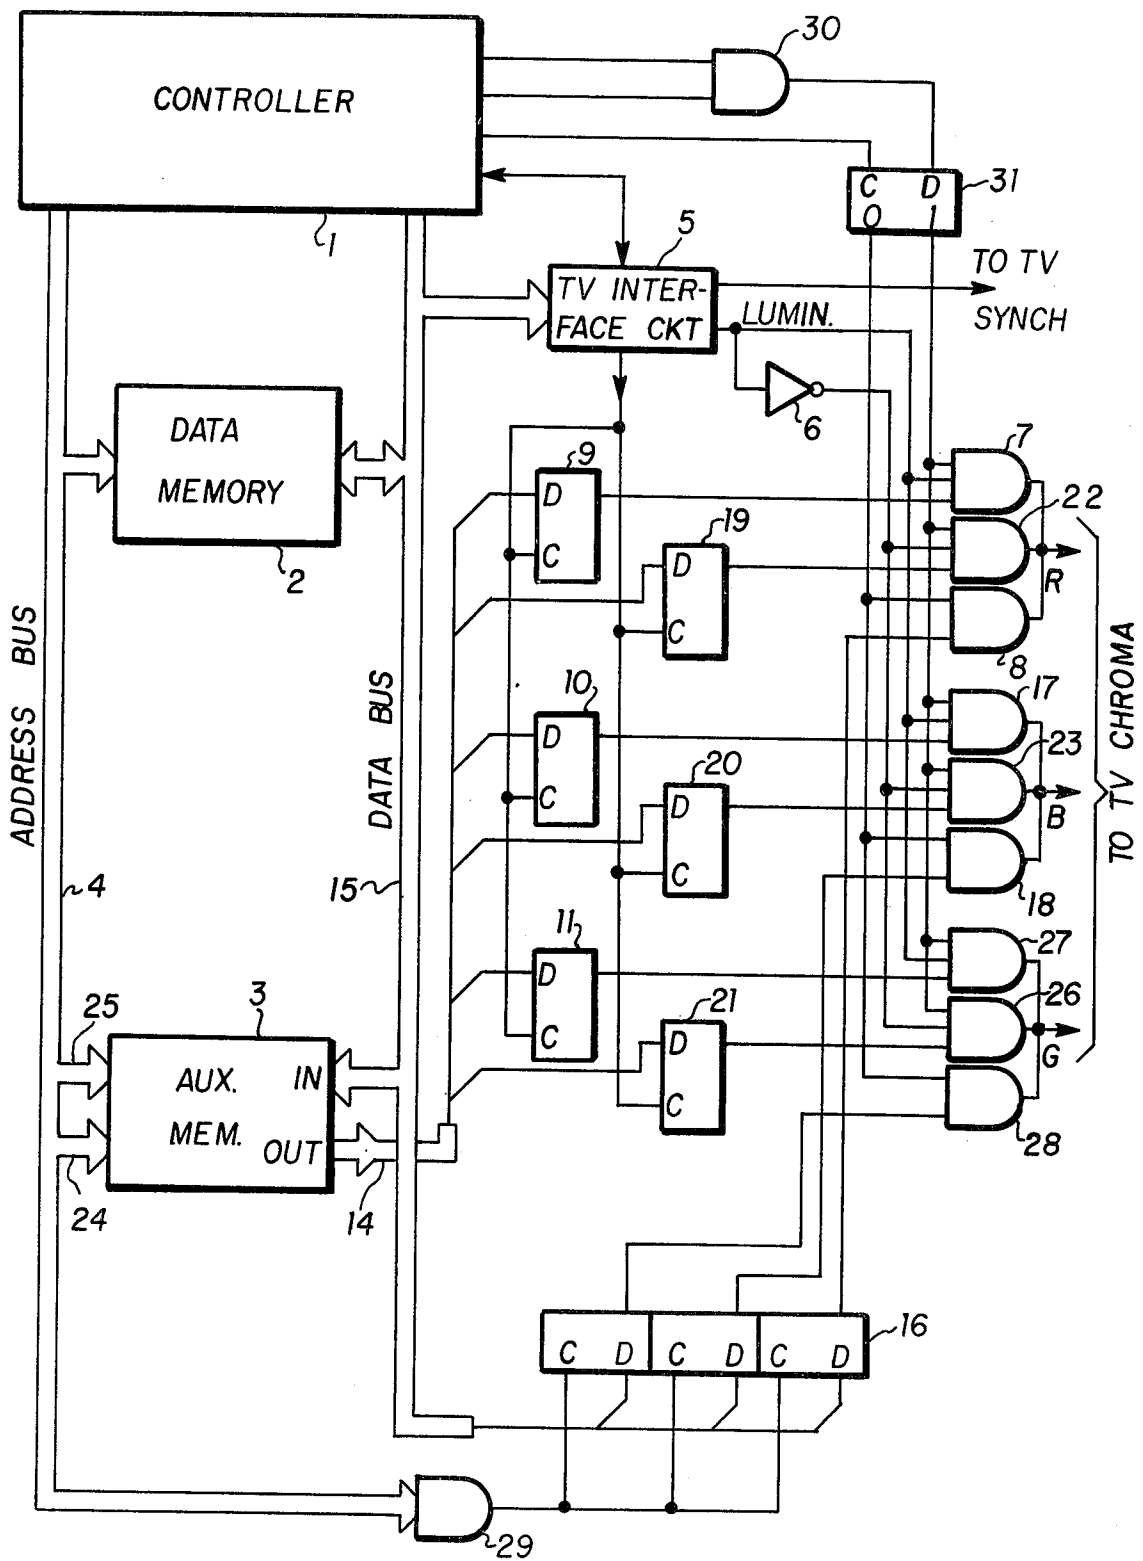 30
CONTROLLER
C D
0 1
31
1
5
TV INTER-
FACE CKT
TO TV
SYNCH
LUMIN.
6
7
DATA
MEMORY
2
9
D
C
19
D
C
22
R
8
ADDRESS BUS
DATA BUS
10
D
C
17
23
B
20
D
C
18
TO TV CHROMA
4
15
11
D
C
27
26
G
21
D
C
28
25
3
AUX.
MEM.
IN
OUT
24
14
C D C D C D
16
29